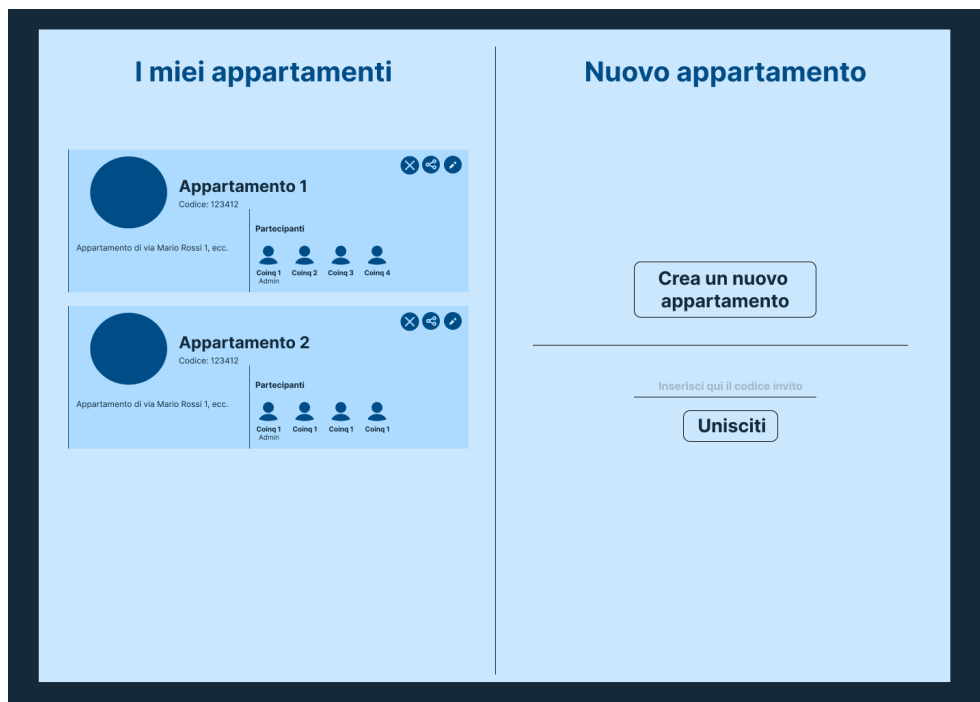 I miei appartamenti
Appartamento 1
Codice: 123412
Partecipanti
Appartamento di via Mario Rossi 1, ecc.
Coinq 1 Coinq 2 Coinq 3 Coinq 4
Admin
Appartamento 2
Codice: 123412
Partecipanti
Appartamento di via Mario Rossi 1, ecc.
Coinq 1 Coinq 1 Coinq 1 Coinq 1
Admin
Nuovo appartamento
Crea un nuovo
appartamento
Inserisci qui il codice invito
Unisciti